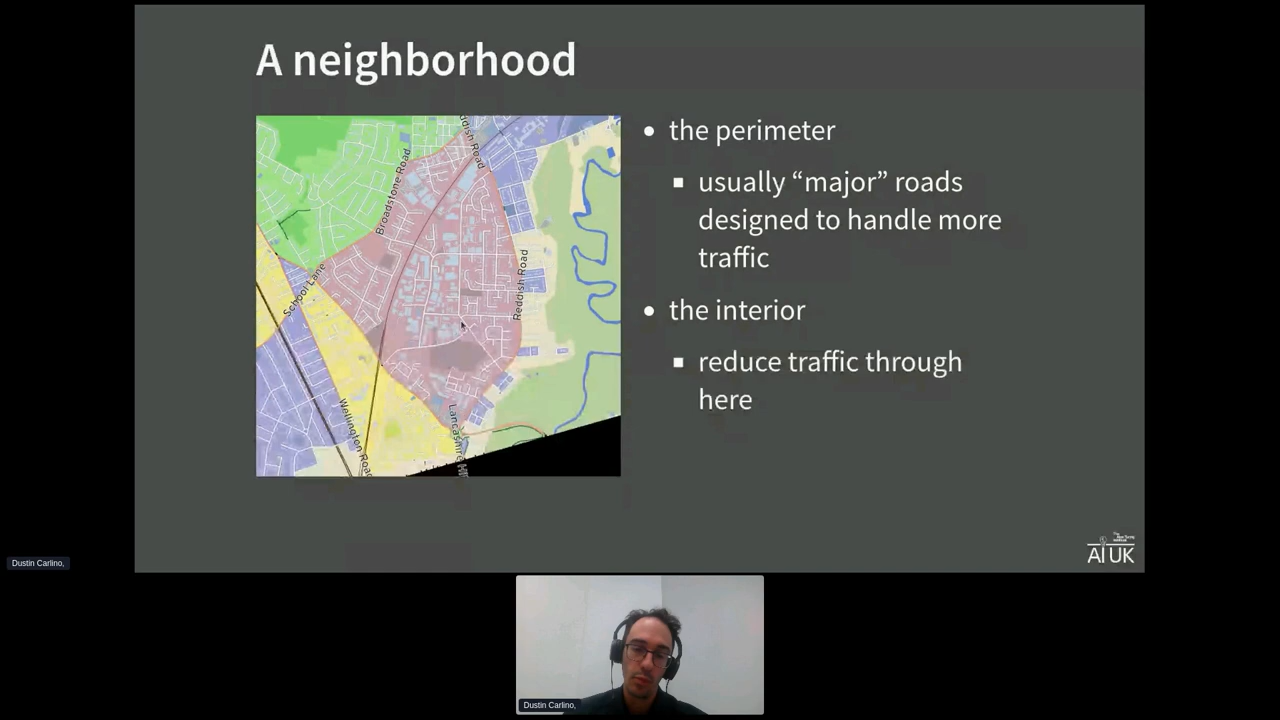 A neighborhood
ddish Road
Broadstone Road
School Lane
Reddish Road
Wellington Road
Lancashire Hill
• the perimeter
▪ usually “major” roads
designed to handle more
traffic
• the interior
▪ reduce traffic through
here
AI UK
Dustin Carlino,
Dustin Carlino,